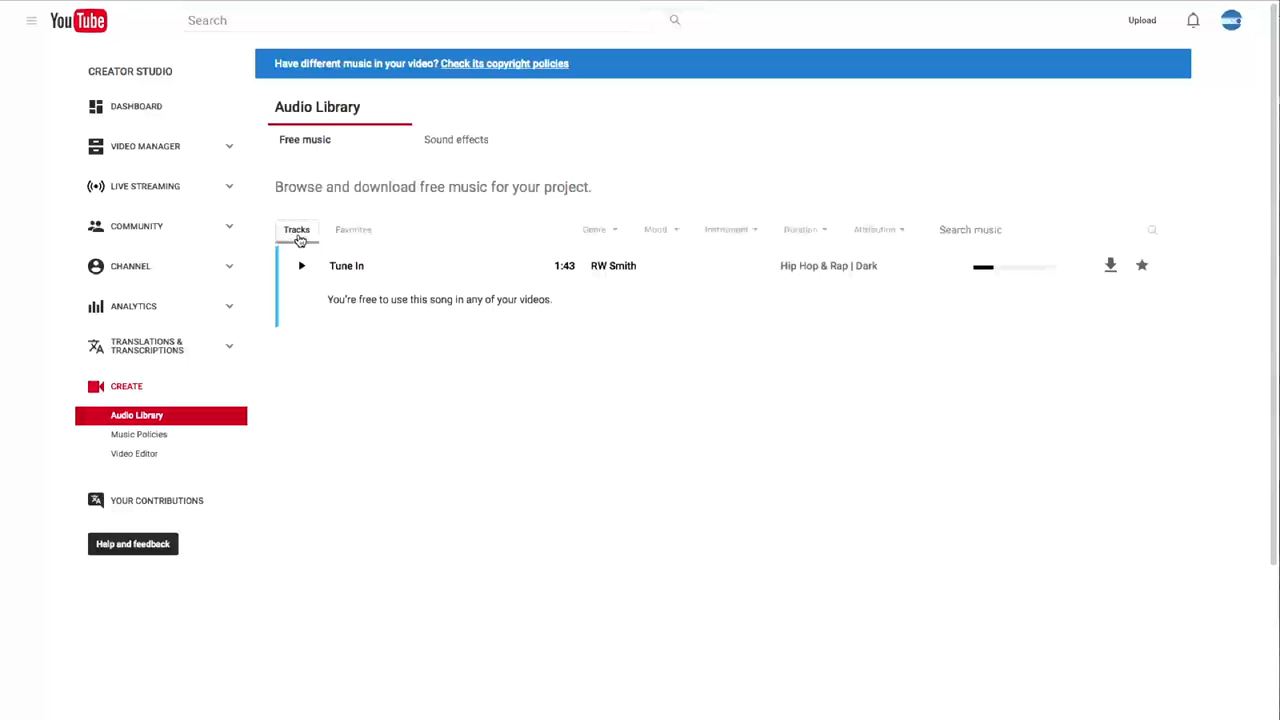 YouTube
Search
Upload
CREATOR STUDIO
DASHBOARD
VIDEO MANAGER
LIVE STREAMING
COMMUNITY
CHANNEL
ANALYTICS
TRANSLATIONS &
TRANSCRIPTIONS
CREATE
Audio Library
Music Policies
Video Editor
YOUR CONTRIBUTIONS
Help and feedback
Have different music in your video? Check its copyright policies
Audio Library
Free music Sound effects
Browse and download free music for your project.
Tracks Favorites Genre Mood Instrument Duration Attribution Search music
Tune In 1:43 RW Smith Hip Hop & Rap | Dark
You're free to use this song in any of your videos.